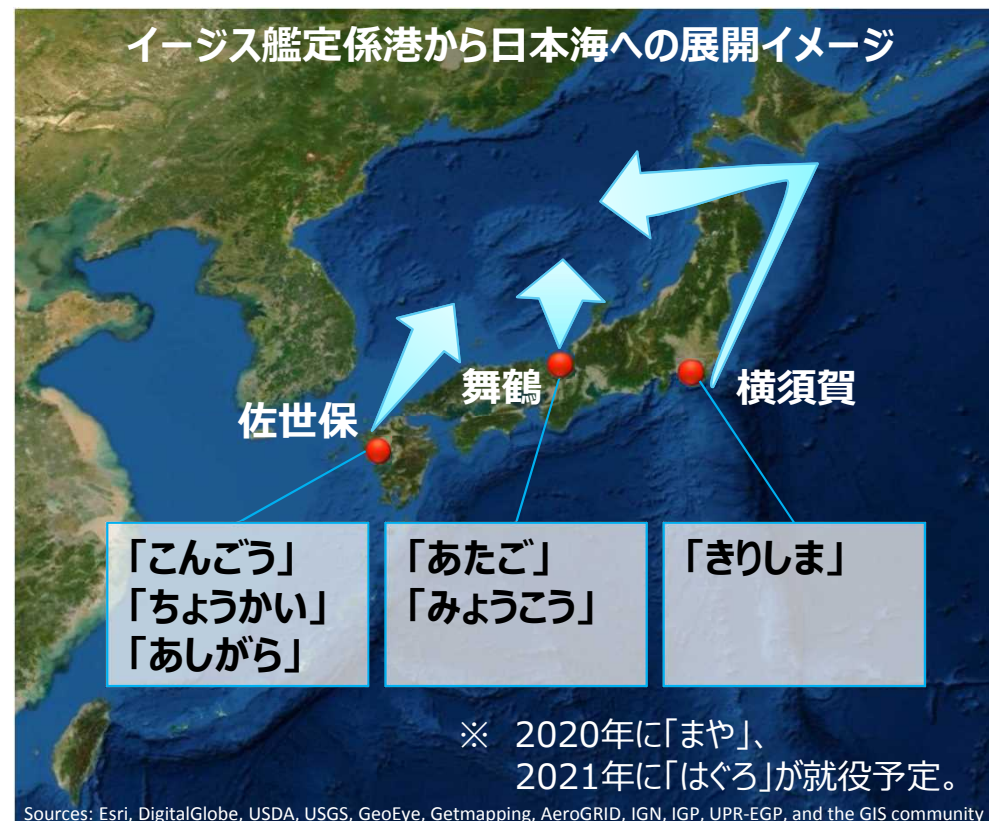 イージス艦定係港から日本海への展開イメージ
佐世保
舞鶴
横須賀
「こんごう」
「ちょうかい」
「あしがら」
「あたご」
「みょうこう」
「きりしま」
※ 2020年に「まや」、
2021年に「はぐろ」が就役予定。
Sources: Esri, DigitalGlobe, USDA, USGS, GeoEye, Getmapping, AeroGRID, IGN, IGP, UPR-EGP, and the GIS community